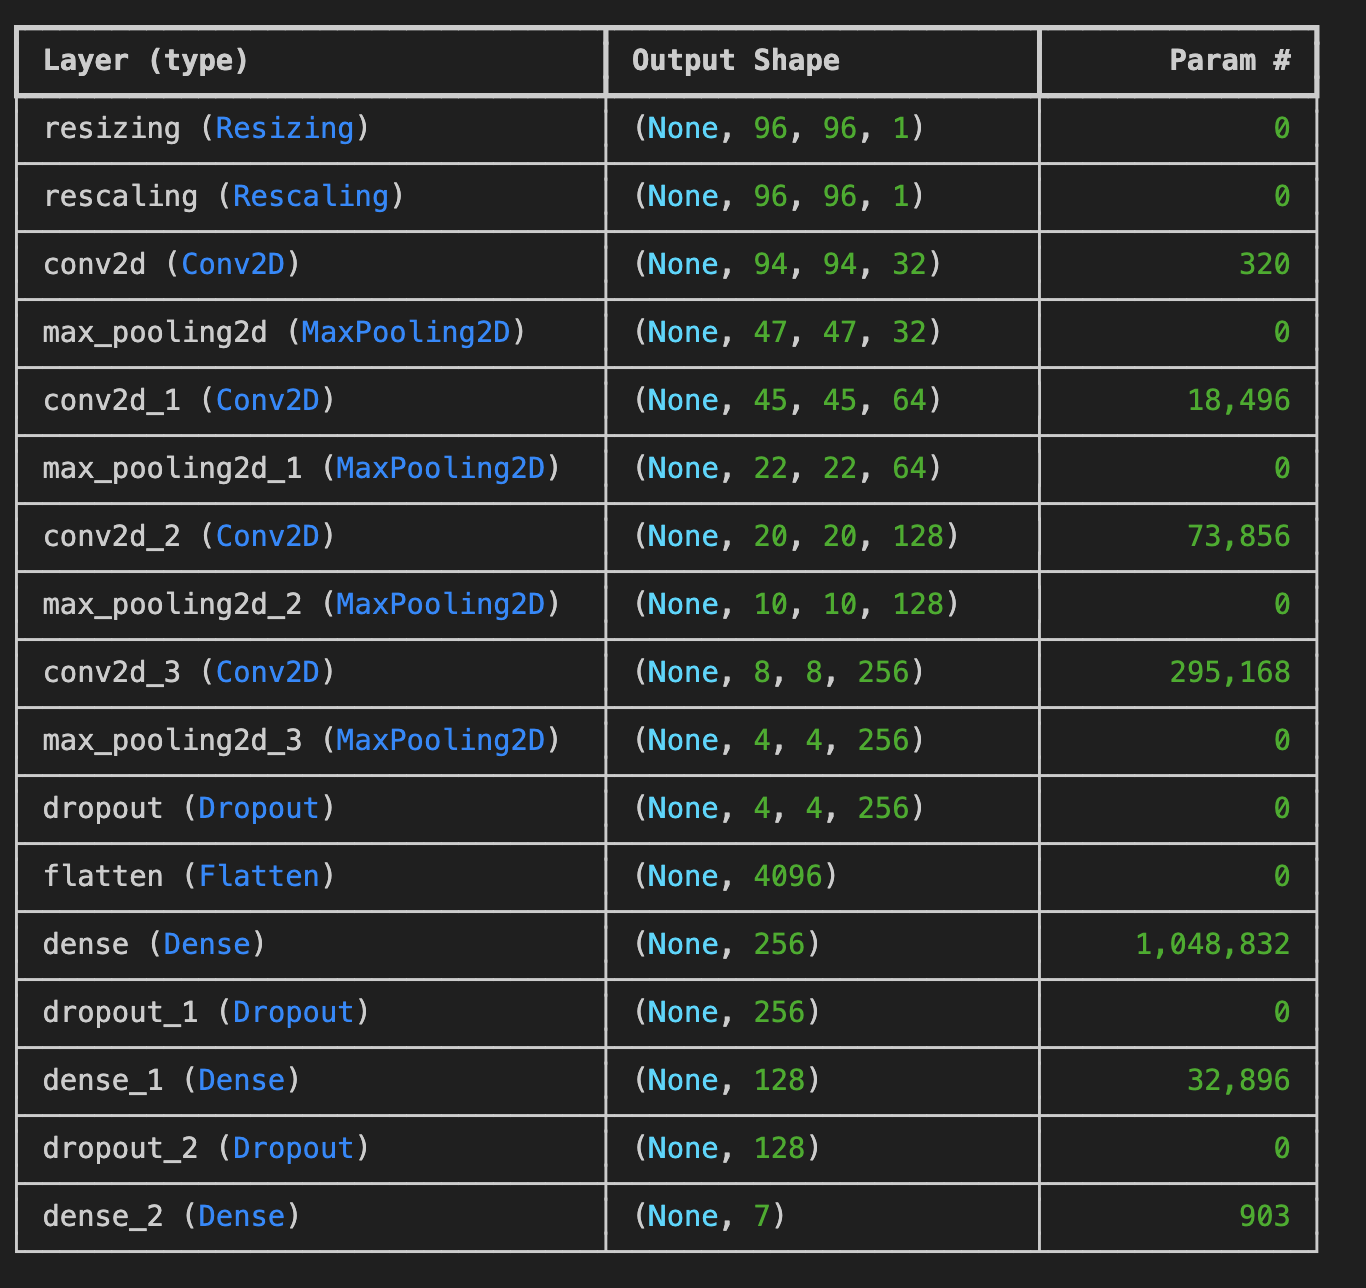 Layer (type) Output Shape Param #
resizing (Resizing) (None, 96, 96, 1) 0
rescaling (Rescaling) (None, 96, 96, 1) 0
conv2d (Conv2D) (None, 94, 94, 32) 320
max_pooling2d (MaxPooling2D) (None, 47, 47, 32) 0
conv2d_1 (Conv2D) (None, 45, 45, 64) 18,496
max_pooling2d_1 (MaxPooling2D) (None, 22, 22, 64) 0
conv2d_2 (Conv2D) (None, 20, 20, 128) 73,856
max_pooling2d_2 (MaxPooling2D) (None, 10, 10, 128) 0
conv2d_3 (Conv2D) (None, 8, 8, 256) 295,168
max_pooling2d_3 (MaxPooling2D) (None, 4, 4, 256) 0
dropout (Dropout) (None, 4, 4, 256) 0
flatten (Flatten) (None, 4096) 0
dense (Dense) (None, 256) 1,048,832
dropout_1 (Dropout) (None, 256) 0
dense_1 (Dense) (None, 128) 32,896
dropout_2 (Dropout) (None, 128) 0
dense_2 (Dense) (None, 7) 903